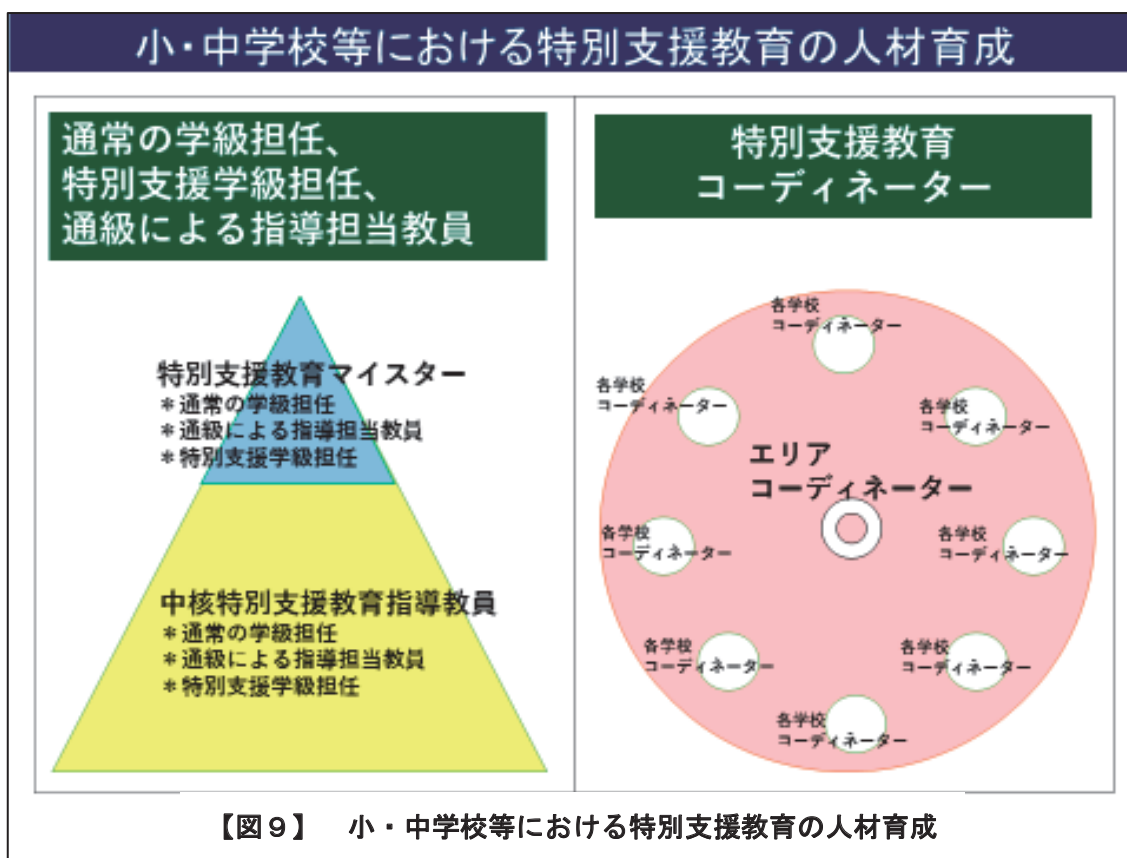 小・中学校等における特別支援教育の人材育成
通常の学級担任、
特別支援学級担任、
通級による指導担当教員
特別支援教育マイスター
＊通常の学級担任
＊通級による指導担当教員
＊特別支援学級担任
中核特別支援教育指導教員
＊通常の学級担任
＊通級による指導担当教員
＊特別支援学級担任
特別支援教育
コーディネーター
各学校
コーディネーター
各学校
コーディネーター
各学校
コーディネーター
エリア
コーディネーター
各学校
コーディネーター
各学校
コーディネーター
各学校
コーディネーター
各学校
コーディネーター
各学校
コーディネーター
【図９】　小・中学校等における特別支援教育の人材育成